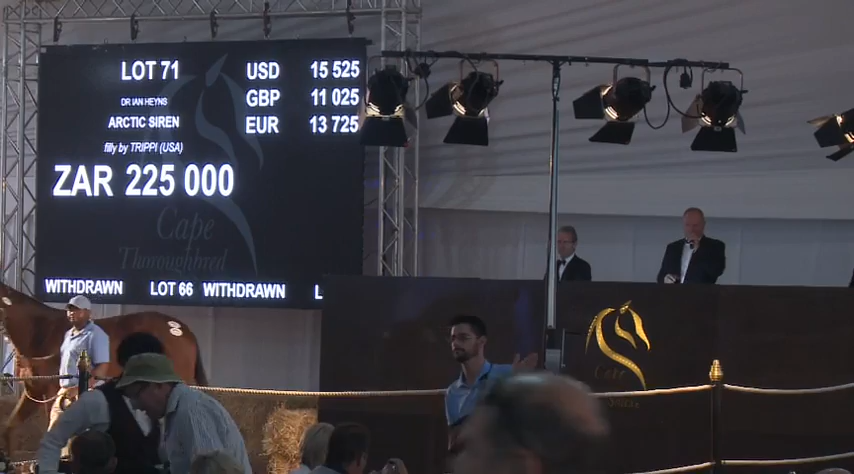 LOT 71
DR IAN HEYNS
ARCTIC SIREN
filly by TRIPPI (USA)
ZAR 225 000
USD 15 525
GBP 11 025
EUR 13 725
Cape
Thoroughbred
WITHDRAWN LOT 66 WITHDRAWN L
Cape